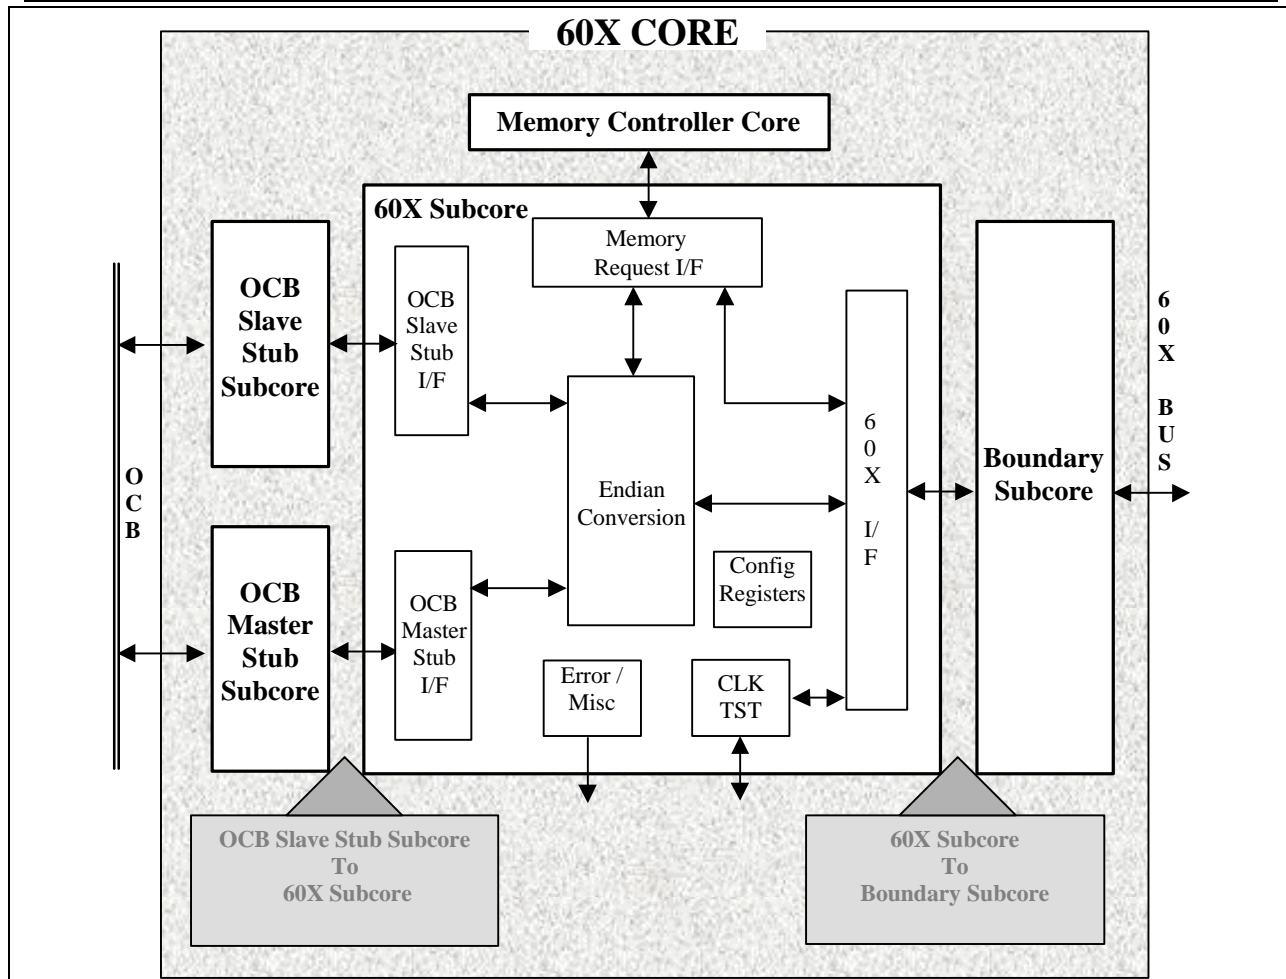 60X CORE
Memory Controller Core
60X Subcore
Memory
Request I/F
OCB
Slave
Stub
Subcore
OCB
Slave
Stub
I/F
6
0
X
B
U
S
6
0
X
I/
F
Endian
Conversion
Boundary
Subcore
O
C
B
OCB
Master
Stub
Subcore
OCB
Master
Stub
I/F
Config
Registers
Error /
Misc
CLK
TST
OCB Slave Stub Subcore
To
60X Subcore
60X Subcore
To
Boundary Subcore